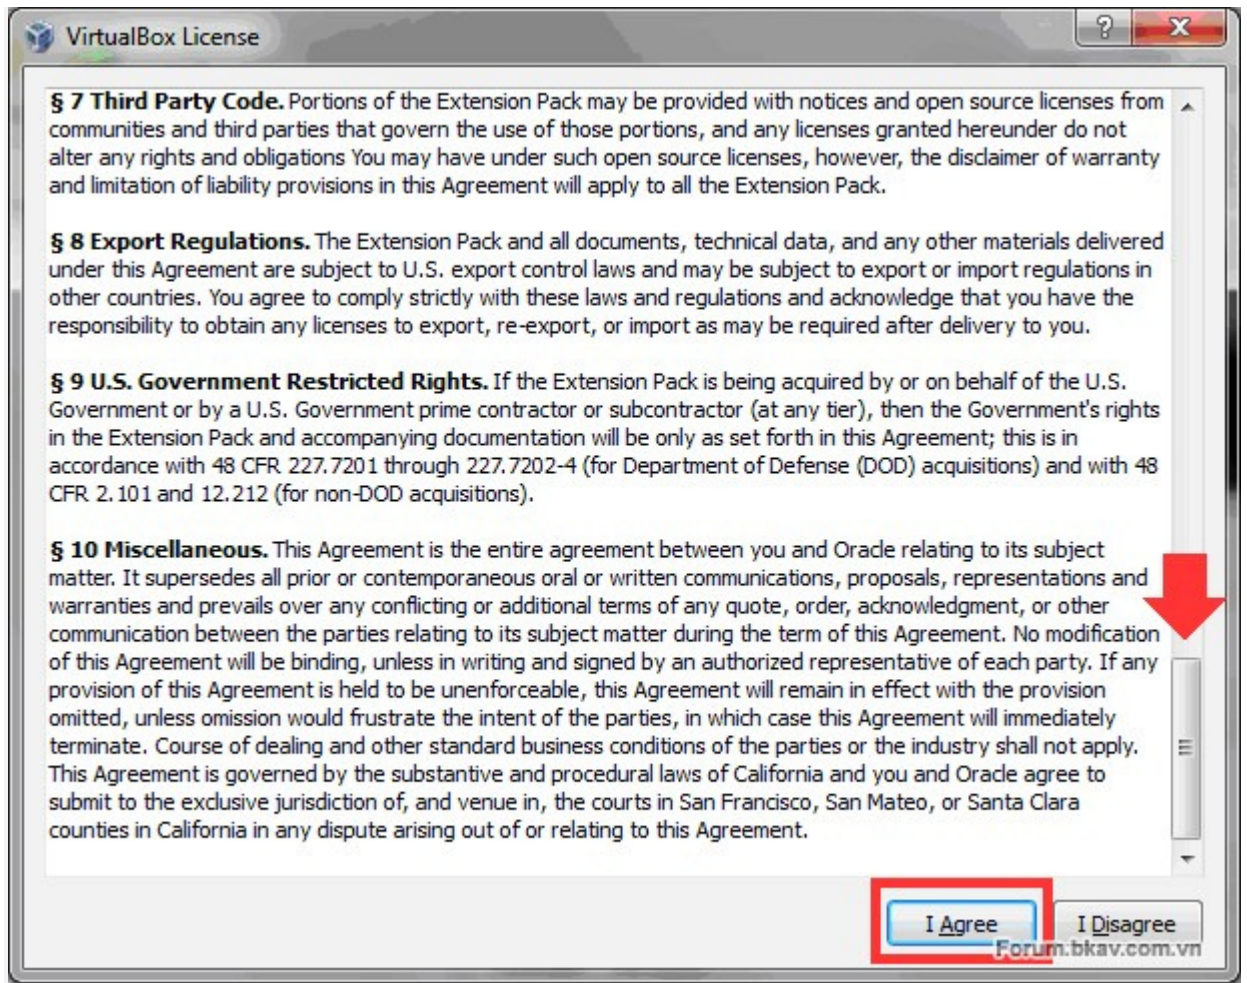 VirtualBox License
§ 7 Third Party Code. Portions of the Extension Pack may be provided with notices and open source licenses from
communities and third parties that govern the use of those portions, and any licenses granted hereunder do not
alter any rights and obligations You may have under such open source licenses, however, the disclaimer of warranty
and limitation of liability provisions in this Agreement will apply to all the Extension Pack.
§ 8 Export Regulations. The Extension Pack and all documents, technical data, and any other materials delivered
under this Agreement are subject to U.S. export control laws and may be subject to export or import regulations in
other countries. You agree to comply strictly with these laws and regulations and acknowledge that you have the
responsibility to obtain any licenses to export, re-export, or import as may be required after delivery to you.
§ 9 U.S. Government Restricted Rights. If the Extension Pack is being acquired by or on behalf of the U.S.
Government or by a U.S. Government prime contractor or subcontractor (at any tier), then the Government's rights
in the Extension Pack and accompanying documentation will be only as set forth in this Agreement; this is in
accordance with 48 CFR 227.7201 through 227.7202-4 (for Department of Defense (DOD) acquisitions) and with 48
CFR 2.101 and 12.212 (for non-DOD acquisitions).
§ 10 Miscellaneous. This Agreement is the entire agreement between you and Oracle relating to its subject
matter. It supersedes all prior or contemporaneous oral or written communications, proposals, representations and
warranties and prevails over any conflicting or additional terms of any quote, order, acknowledgment, or other
communication between the parties relating to its subject matter during the term of this Agreement. No modification
of this Agreement will be binding, unless in writing and signed by an authorized representative of each party. If any
provision of this Agreement is held to be unenforceable, this Agreement will remain in effect with the provision
omitted, unless omission would frustrate the intent of the parties, in which case this Agreement will immediately
terminate. Course of dealing and other standard business conditions of the parties or the industry shall not apply.
This Agreement is governed by the substantive and procedural laws of California and you and Oracle agree to
submit to the exclusive jurisdiction of, and venue in, the courts in San Francisco, San Mateo, or Santa Clara
counties in California in any dispute arising out of or relating to this Agreement.
I Agree
I Disagree
Forum.bkav.com.vn